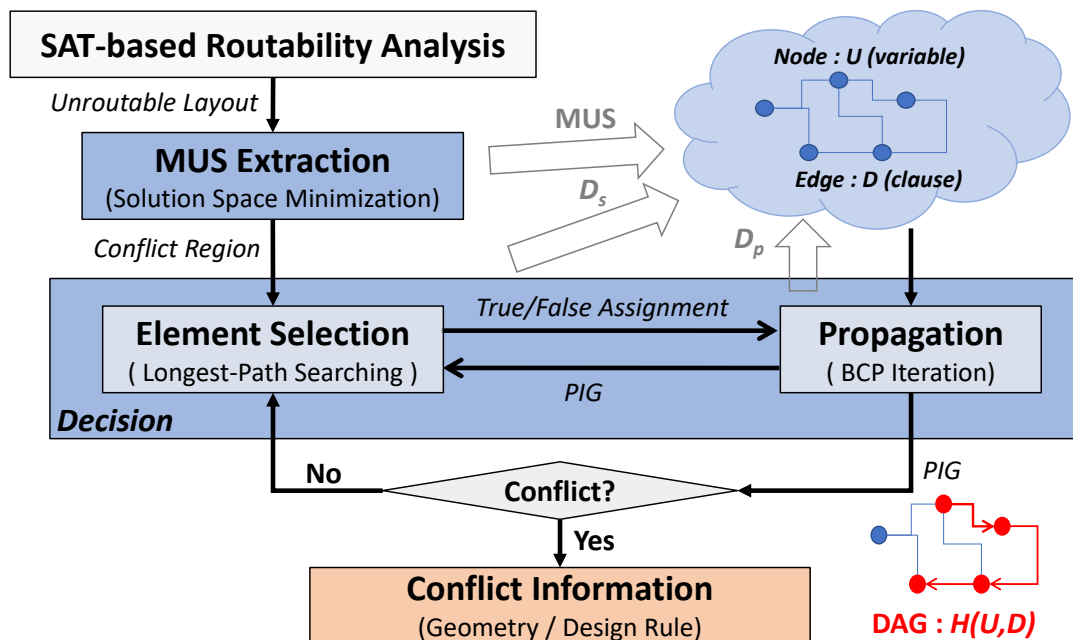 SAT-based Routability Analysis
Unroutable Layout
MUS Extraction
(Solution Space Minimization)
Conflict Region
MUS
D_s
D_p
Node : U (variable)
Edge : D (clause)
Element Selection
( Longest-Path Searching )
True/False Assignment
PIG
Propagation
( BCP Iteration)
Decision
No
Conflict?
Yes
PIG
DAG : H(U,D)
Conflict Information
(Geometry / Design Rule)